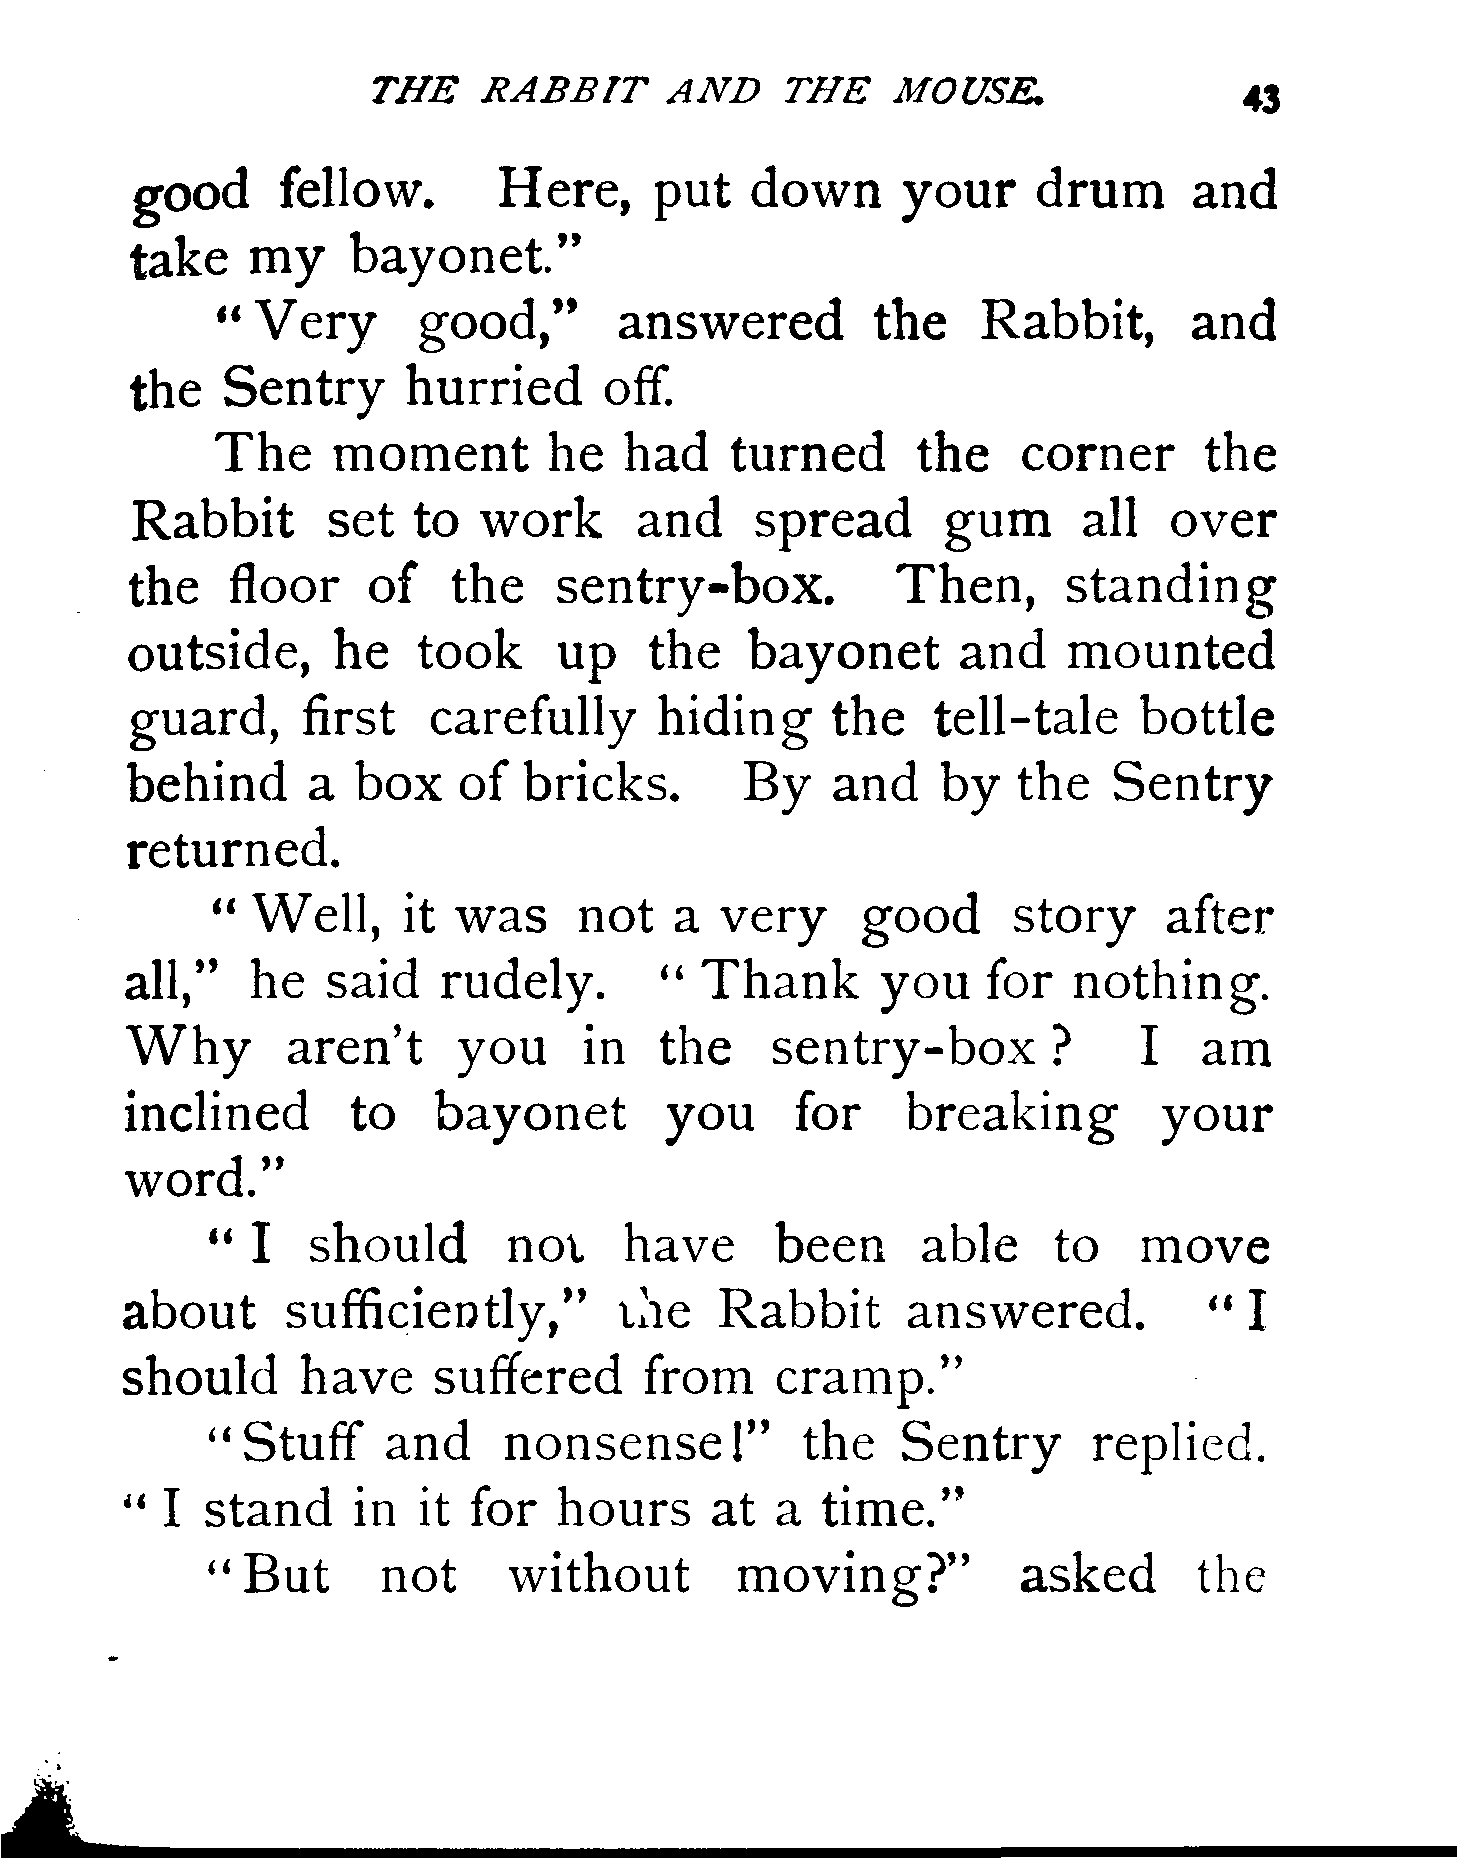 THE RABBIT AND THE MOUSE. 43
good fellow. Here, put down your drum and
take my bayonet."
"Very good," answered the Rabbit, and
the Sentry hurried off.
The moment he had turned the corner the
Rabbit set to work and spread gum all over
the floor of the sentry-box. Then, standing
outside, he took up the bayonet and mounted
guard, first carefully hiding the tell-tale bottle
behind a box of bricks. By and by the Sentry
returned.
"Well, it was not a very good story after
all," he said rudely. "Thank you for nothing.
Why aren't you in the sentry-box? I am
inclined to bayonet you for breaking your
word."
"I should not have been able to move
about sufficiently," the Rabbit answered. "I
should have suffered from cramp."
"Stuff and nonsense!" the Sentry replied.
"I stand in it for hours at a time."
"But not without moving?" asked the